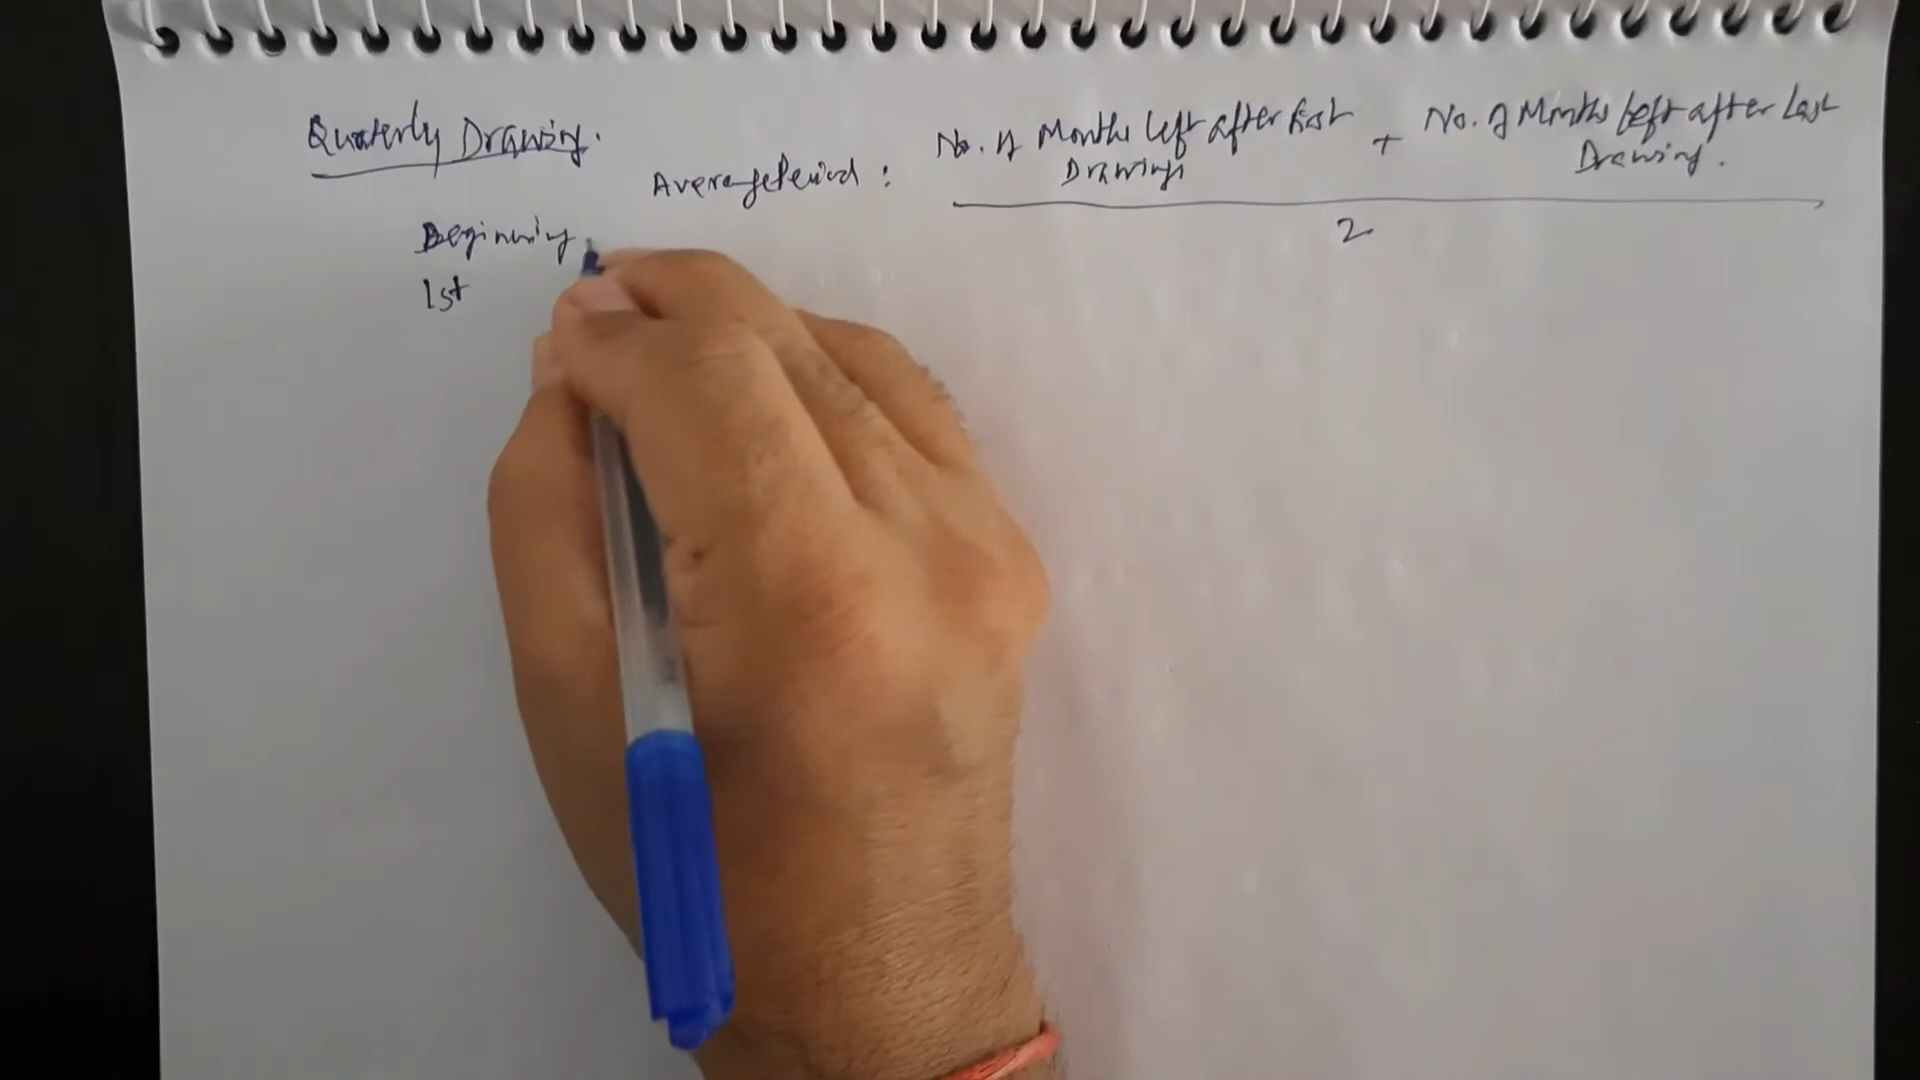 Quarterly Drawing.
Average Period :
No. of Months left after first Drawings + No. of Months left after Last Drawing.
2
Beginning
1st